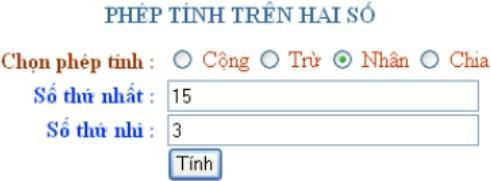 PHÉP TÍNH TRÊN HAI SỐ
Chọn phép tính : Cộng Trừ Nhân Chia
Số thứ nhất : 15
Số thứ nhì : 3
Tính